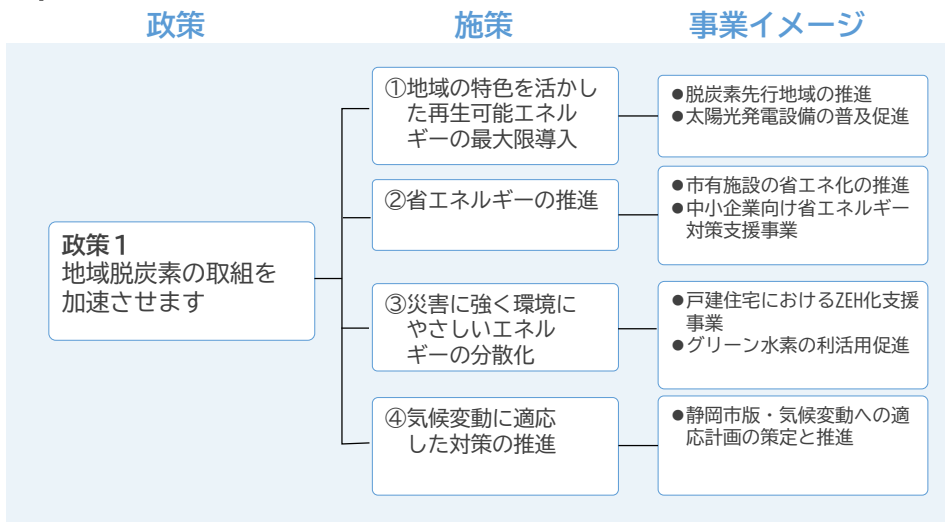 政策
施策
事業イメージ
政策1
地域脱炭素の取組を
加速させます
①地域の特色を活かし
た再生可能エネル
ギーの最大限導入
●脱炭素先行地域の推進
●太陽光発電設備の普及促進
②省エネルギーの推進
●市有施設の省エネ化の推進
●中小企業向け省エネルギー
対策支援事業
③災害に強く環境に
やさしいエネル
ギーの分散化
●戸建住宅におけるZEH化支援
事業
●グリーン水素の利活用促進
④気候変動に適応
した対策の推進
●静岡市版・気候変動への適
応計画の策定と推進